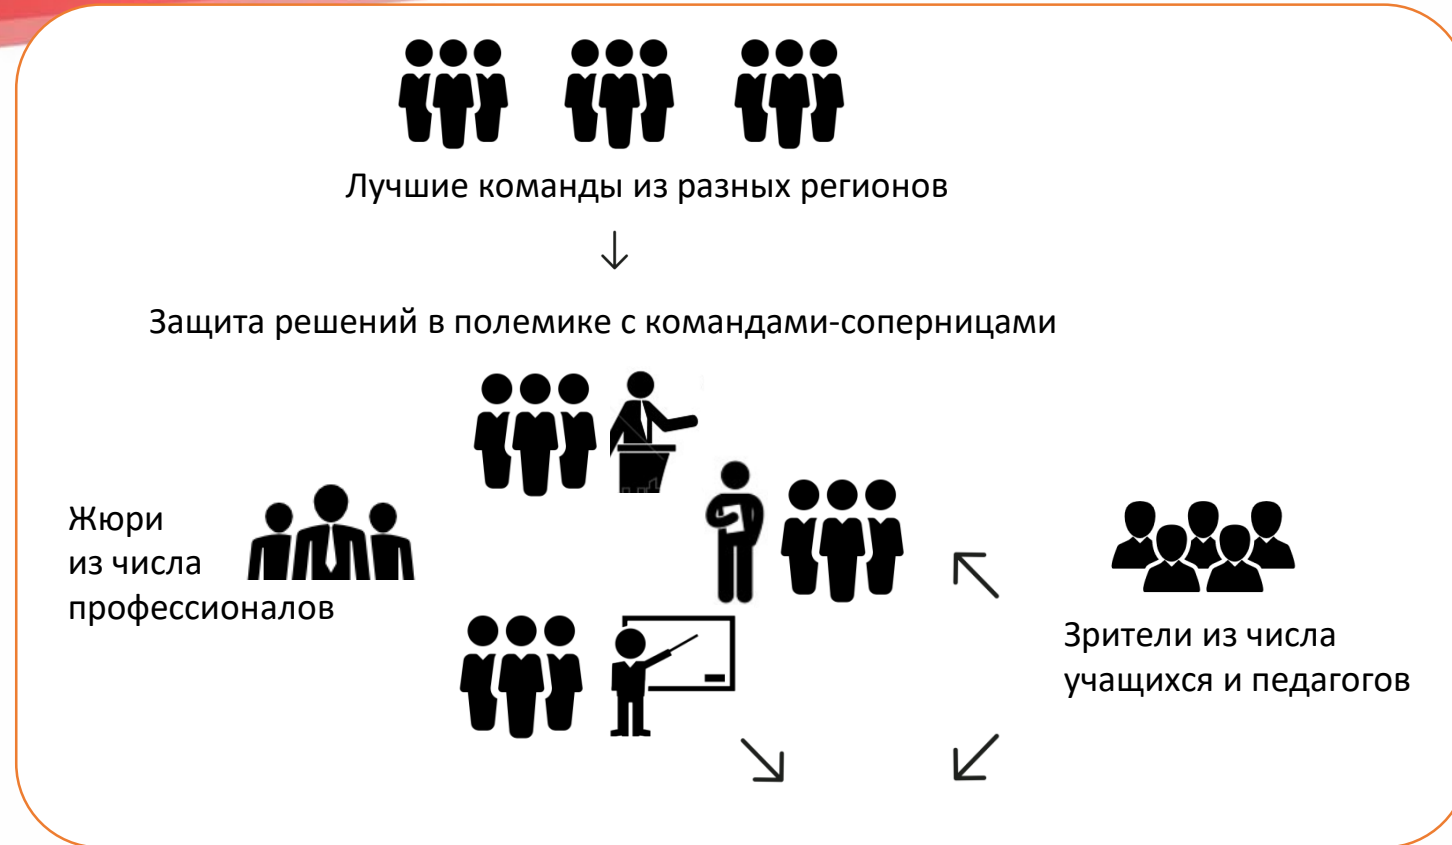 Лучшие команды из разных регионов
Защита решений в полемике с командами-соперницами
Жюри
из числа
профессионалов
Зрители из числа
учащихся и педагогов